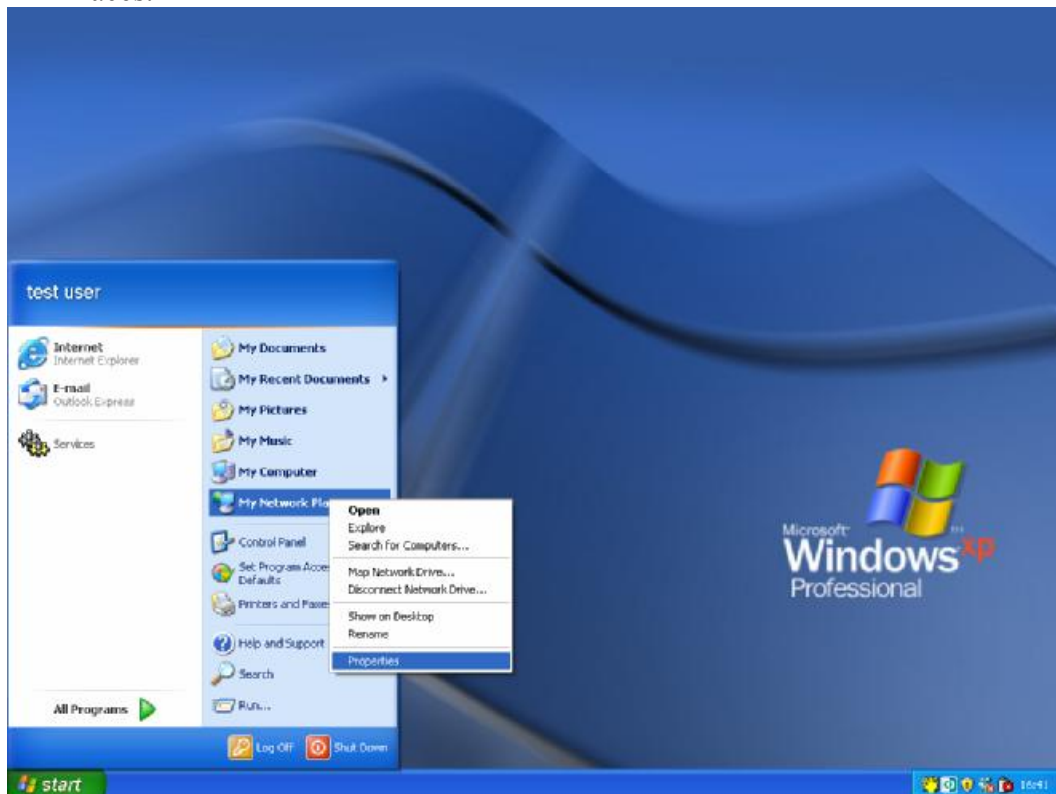 test user
Internet
Internet Explorer
E-mail
Outlook Express
Services
All Programs
My Documents
My Recent Documents
My Pictures
My Music
My Computer
My Network Pla
Control Panel
Set Program Acce
Defaults
Printers and Faxe
Help and Support
Search
Run...
Open
Explore
Search for Computers...
Map Network Drive...
Disconnect Network Drive...
Show on Desktop
Rename
Properties
Log Off
Shut Down
Microsoft
Windows xp
Professional
start
16:41